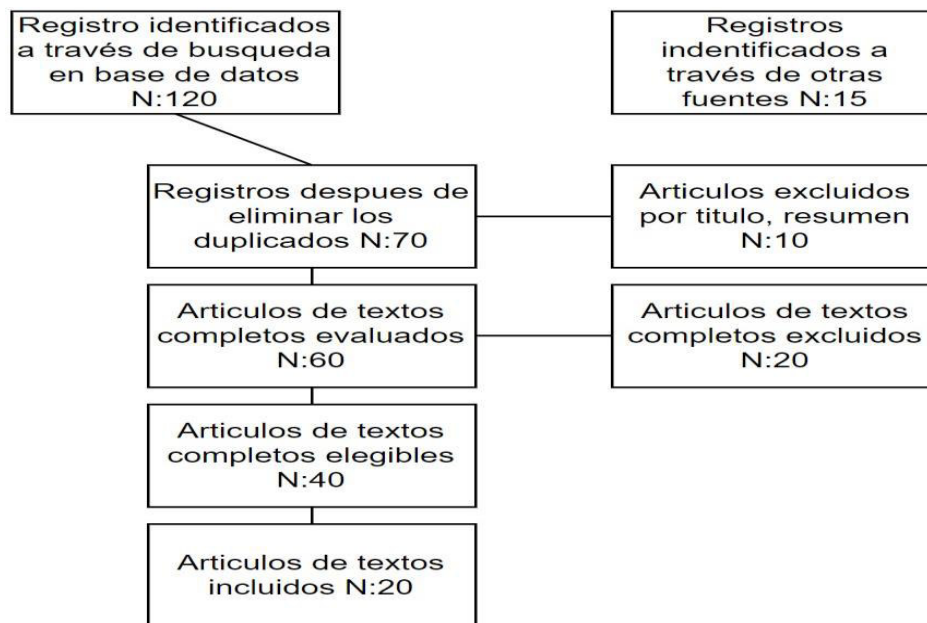 Registro identificados
a través de busqueda
en base de datos
N:120
Registros
indentificados a
través de otras
fuentes N:15
Registros despues de
eliminar los
duplicados N:70
Articulos excluidos
por titulo, resumen
N:10
Articulos de textos
completos evaluados
N:60
Articulos de textos
completos excluidos
N:20
Articulos de textos
completos elegibles
N:40
Articulos de textos
incluidos N:20